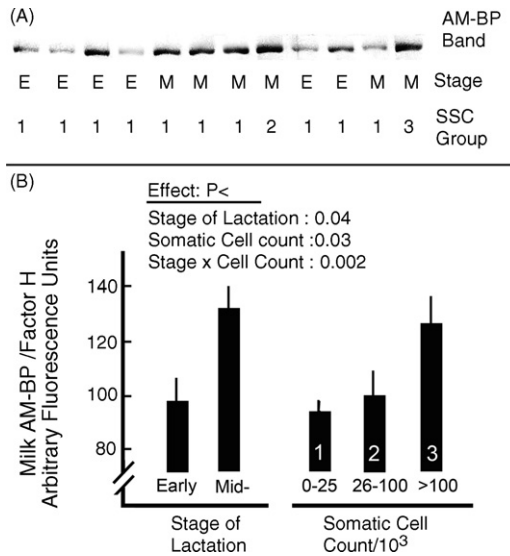 (A)
AM-BP
Band
E E E E M M M M E E M M Stage
1 1 1 1 1 1 1 2 1 1 1 3 SSC
Group
(B)
Effect: P<
Stage of Lactation : 0.04
Somatic Cell count :0.03
Stage x Cell Count : 0.002
Milk AM-BP /Factor H
Arbitrary Fluorescence Units
140
120
100
80
1 2 3
Early Mid- 0-25 26-100 >100
Stage of
Lactation
Somatic Cell
Count/10³